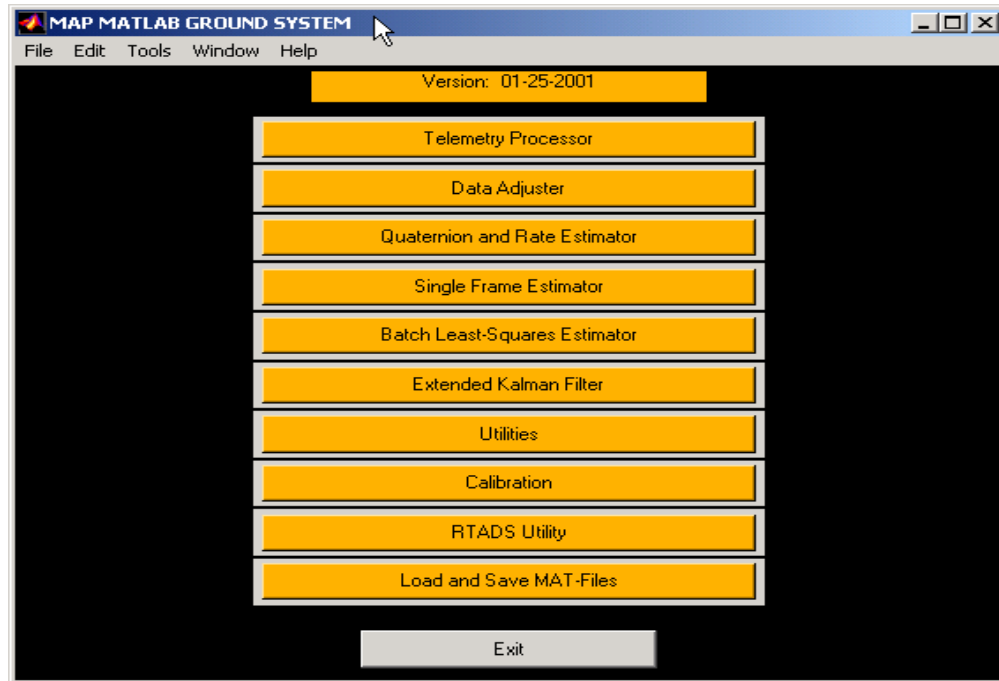 MAP MATLAB GROUND SYSTEM
File Edit Tools Window Help
Version: 01-25-2001
Telemetry Processor
Data Adjuster
Quaternion and Rate Estimator
Single Frame Estimator
Batch Least-Squares Estimator
Extended Kalman Filter
Utilities
Calibration
RTADS Utility
Load and Save MAT-Files
Exit